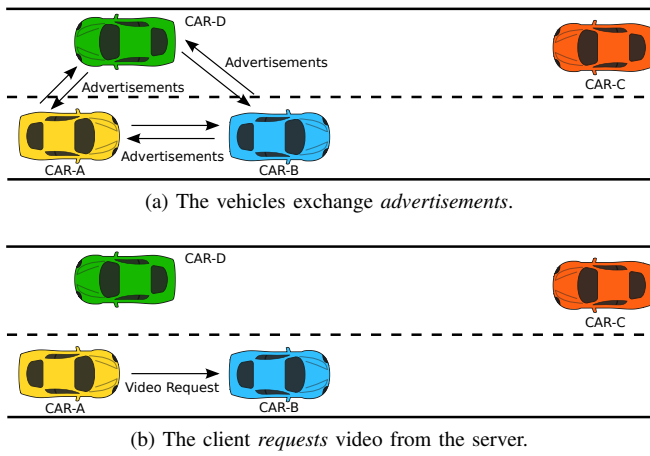 CAR-D
Advertisements
Advertisements
CAR-C
Advertisements
CAR-A
CAR-B
(a) The vehicles exchange advertisements.
CAR-D
CAR-C
Video Request
CAR-A
CAR-B
(b) The client requests video from the server.